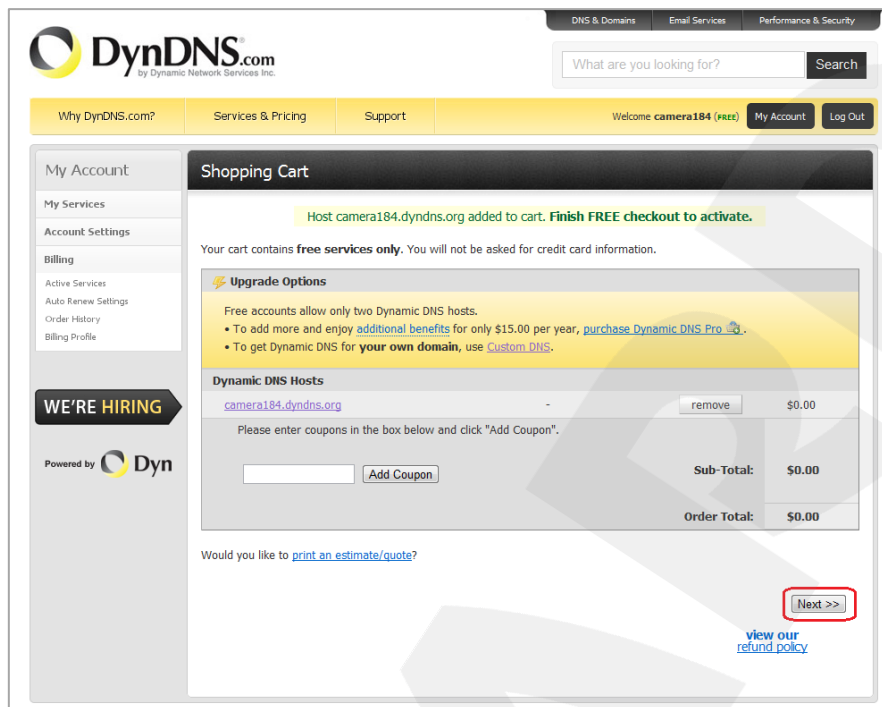 DNS & Domains Email Services Performance & Security
DynDNS.com
by Dynamic Network Services Inc.
What are you looking for? Search
Why DynDNS.com? Services & Pricing Support Welcome camera184 (FREE) My Account Log Out
My Account
My Services
Account Settings
Billing
Active Services
Auto Renew Settings
Order History
Billing Profile
WE'RE HIRING
Powered by Dyn
Shopping Cart
Host camera184.dyndns.org added to cart. Finish FREE checkout to activate.
Your cart contains free services only. You will not be asked for credit card information.
Upgrade Options
Free accounts allow only two Dynamic DNS hosts.
• To add more and enjoy additional benefits for only $15.00 per year, purchase Dynamic DNS Pro .
• To get Dynamic DNS for your own domain, use Custom DNS.
Dynamic DNS Hosts
camera184.dyndns.org - remove $0.00
Please enter coupons in the box below and click "Add Coupon".
Add Coupon Sub-Total: $0.00
Order Total: $0.00
Would you like to print an estimate/quote?
Next >>
view our
refund policy